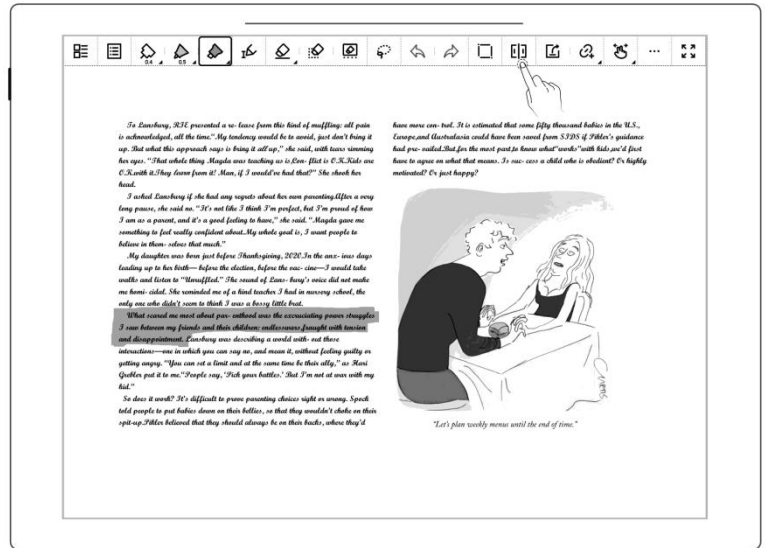 0.4
0.5
To Lansbury, RIE presented a re- lease from this kind of muffling: all pain
is acknowledged, all the time."My tendency would be to avoid, just don't bring it
up. But what this approach says is bring it all up," she said, with tears rimming
her eyes. "That whole thing Magda was teaching us is,Con- flict is O.K.Kids are
O.K.with it.They learn from it! Man, if I would've had that?" She shook her
head.
I asked Lansbury if she had any regrets about her own parenting.After a very
long pause, she said no. "It's not like I think I'm perfect, but I'm proud of how
I am as a parent, and it's a good feeling to have," she said. "Magda gave me
something to feel really confident about.My whole goal is, I want people to
believe in them- selves that much."
My daughter was born just before Thanksgiving, 2020.In the anx- ious days
leading up to her birth— before the election, before the vac- cine—I would take
walks and listen to "Unruffled." The sound of Lans- bury's voice did not make
me homi- cidal. She reminded me of a kind teacher I had in nursery school, the
only one who didn't seem to think I was a bossy little brat.
What scared me most about par- enthood was the excruciating power struggles
I saw between my friends and their children: endlesswars,fraught with tension
and disappointment. Lansbury was describing a world with- out those
interactions—one in which you can say no, and mean it, without feeling guilty or
getting angry. "You can set a limit and at the same time be their ally," as Hari
Grebler put it to me."People say, 'Pick your battles.' But I'm not at war with my
kid."
So does it work? It's difficult to prove parenting choices right or wrong. Spock
told people to put babies down on their bellies, so that they wouldn't choke on their
spit-up.Pikler believed that they should always be on their backs, where they'd
have more con- trol. It is estimated that some fifty thousand babies in the U.S.,
Europe,and Australasia could have been saved from SIDS if Pikler's guidance
had pre- vailed.But,for the most part,to know what"works"with kids,we'd first
have to agree on what that means. Is suc- cess a child who is obedient? Or highly
motivated? Or just happy?
"Let's plan weekly menus until the end of time."